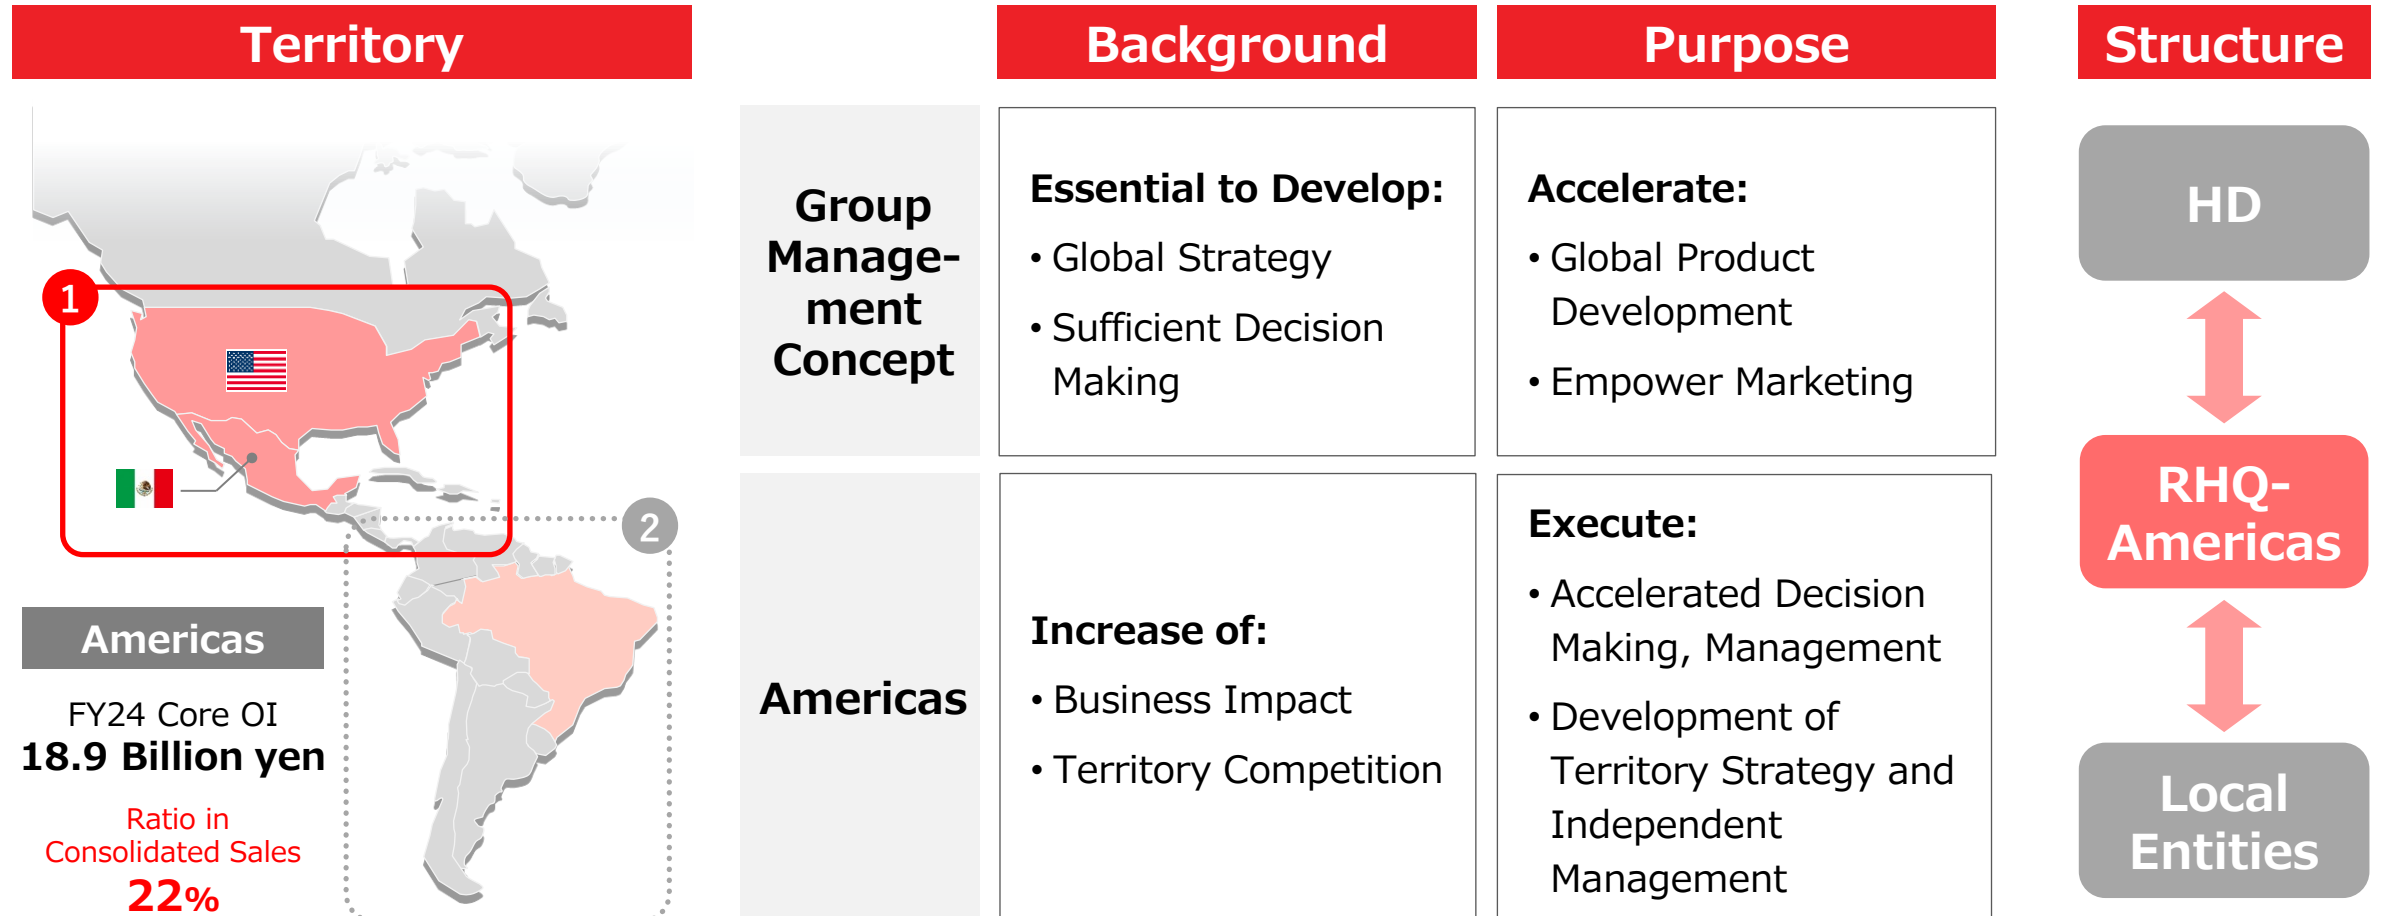 Territory
Background
Purpose
Structure
1
2
Americas
FY24 Core OI
18.9 Billion yen
Ratio in
Consolidated Sales
22%
Group
Manage-
ment
Concept
Essential to Develop:
• Global Strategy
• Sufficient Decision
Making
Accelerate:
• Global Product
Development
• Empower Marketing
Americas
Increase of:
• Business Impact
• Territory Competition
Execute:
• Accelerated Decision
Making, Management
• Development of
Territory Strategy and
Independent
Management
HD
RHQ-
Americas
Local
Entities